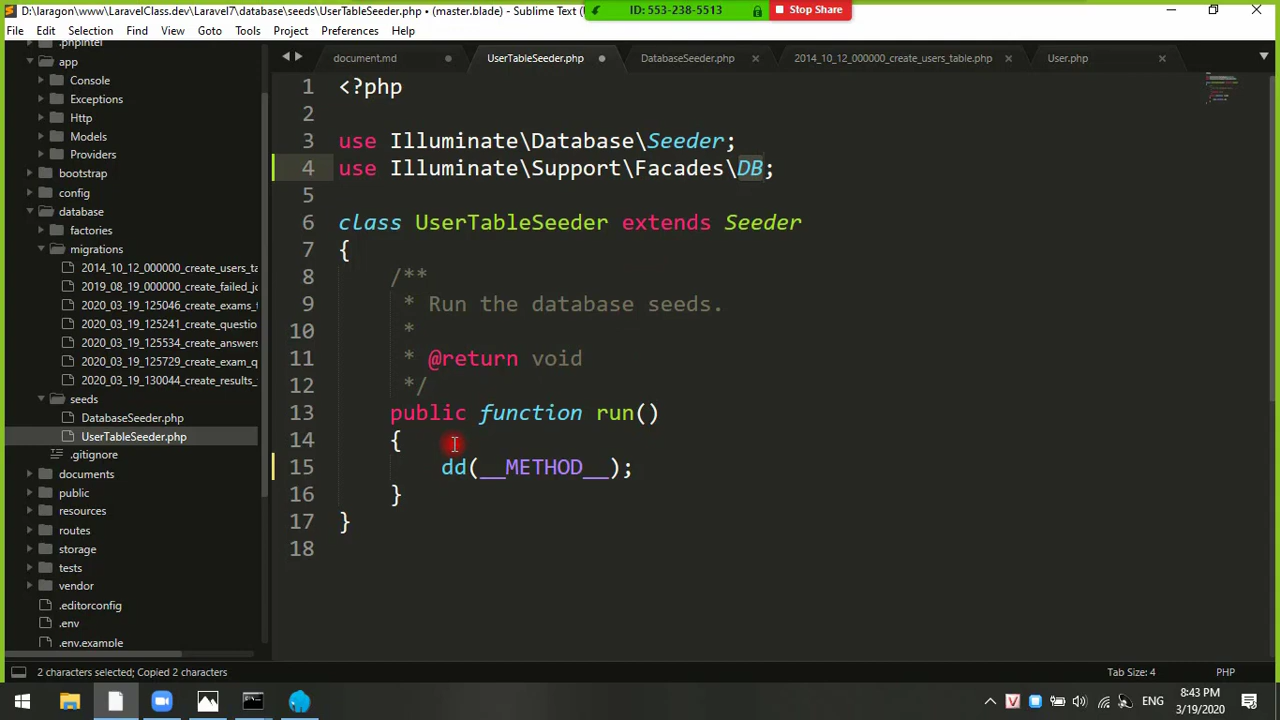 D:\laragon\www\LaravelClass.dev\Laravel7\database\seeds\UserTableSeeder.php • (master.blade) - Sublime Text (
ID: 553-238-5513
Stop Share
File Edit Selection Find View Goto Tools Project Preferences Help
.phpintel
app
Console
Exceptions
Http
Models
Providers
bootstrap
config
database
factories
migrations
2014_10_12_000000_create_users_ta
2019_08_19_000000_create_failed_jo
2020_03_19_125046_create_exams_t
2020_03_19_125241_create_questio
2020_03_19_125534_create_answers
2020_03_19_125729_create_exam_q
2020_03_19_130044_create_results_
seeds
DatabaseSeeder.php
UserTableSeeder.php
.gitignore
documents
public
resources
routes
storage
tests
vendor
.editorconfig
.env
.env.example
document.md UserTableSeeder.php DatabaseSeeder.php 2014_10_12_000000_create_users_table.php User.php
1 <?php
2
3 use Illuminate\Database\Seeder;
4 use Illuminate\Support\Facades\DB;
5
6 class UserTableSeeder extends Seeder
7 {
8 /**
9 * Run the database seeds.
10 *
11 * @return void
12 */
13 public function run()
14 {
15 dd(__METHOD__);
16 }
17 }
18
2 characters selected; Copied 2 characters
Tab Size: 4
PHP
ENG
8:43 PM
3/19/2020